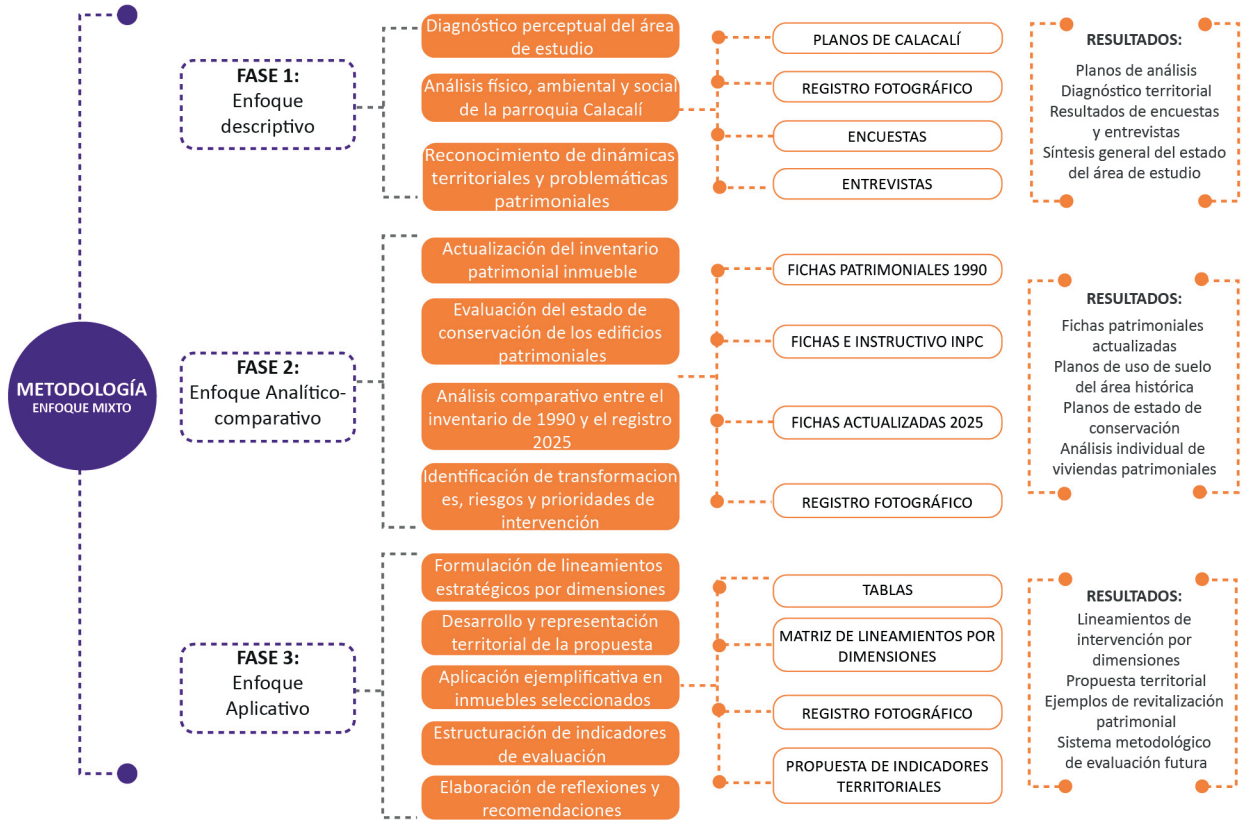 METODOLOGÍA
ENFOQUE MIXTO
FASE 1:
Enfoque
descriptivo
Diagnóstico perceptual del área
de estudio
Análisis físico, ambiental y social
de la parroquia Calacalí
Reconocimiento de dinámicas
territoriales y problemáticas
patrimoniales
PLANOS DE CALACALÍ
REGISTRO FOTOGRÁFICO
ENCUESTAS
ENTREVISTAS
RESULTADOS:
Planos de análisis
Diagnóstico territorial
Resultados de encuestas
y entrevistas
Síntesis general del estado
del área de estudio
FASE 2:
Enfoque Analítico-
comparativo
Actualización del inventario
patrimonial inmueble
Evaluación del estado de
conservación de los edificios
patrimoniales
Análisis comparativo entre el
inventario de 1990 y el registro
2025
Identificación de transformacion
es, riesgos y prioridades de
intervención
FICHAS PATRIMONIALES 1990
FICHAS E INSTRUCTIVO INPC
FICHAS ACTUALIZADAS 2025
REGISTRO FOTOGRÁFICO
RESULTADOS:
Fichas patrimoniales
actualizadas
Planos de uso de suelo
del área histórica
Planos de estado de
conservación
Análisis individual de
viviendas patrimoniales
FASE 3:
Enfoque
Aplicativo
Formulación de lineamientos
estratégicos por dimensiones
Desarrollo y representación
territorial de la propuesta
Aplicación ejemplificativa en
inmuebles seleccionados
Estructuración de indicadores
de evaluación
Elaboración de reflexiones y
recomendaciones
TABLAS
MATRIZ DE LINEAMIENTOS POR
DIMENSIONES
REGISTRO FOTOGRÁFICO
PROPUESTA DE INDICADORES
TERRITORIALES
RESULTADOS:
Lineamientos de
intervención por
dimensiones
Propuesta territorial
Ejemplos de revitalización
patrimonial
Sistema metodológico
de evaluación futura